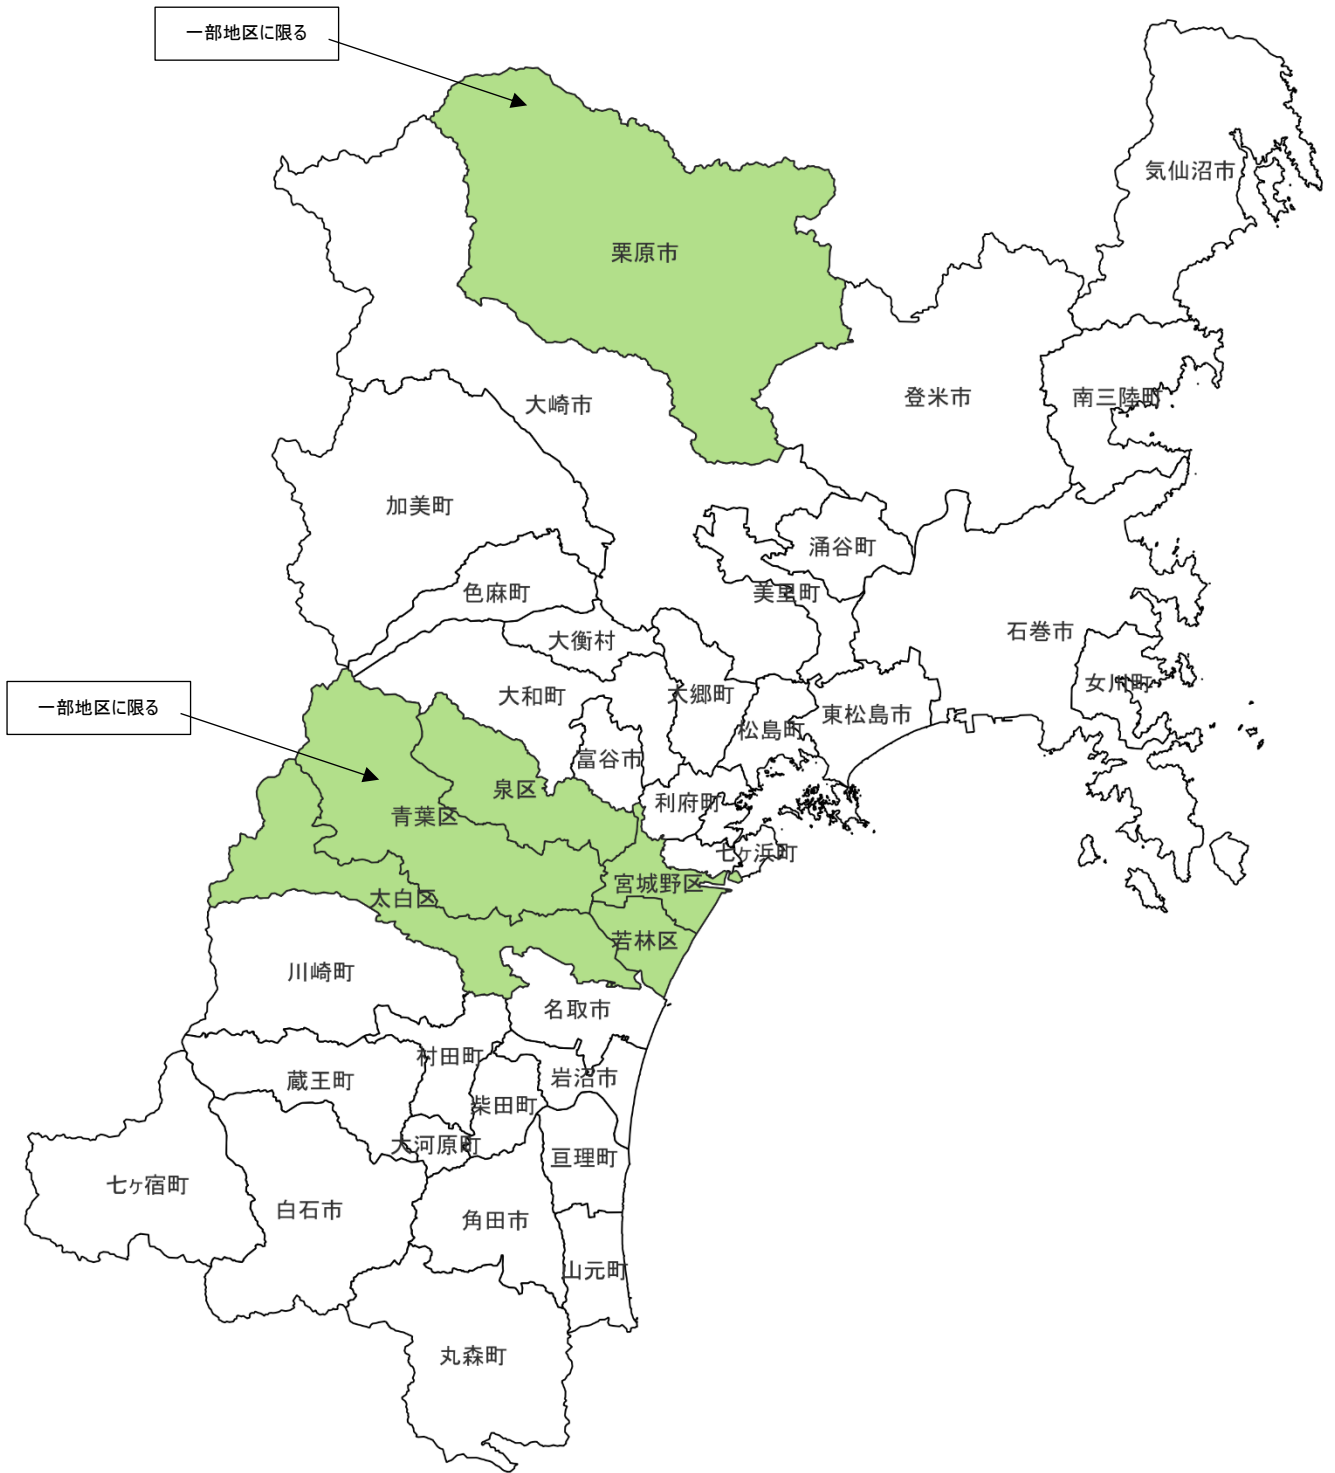 一部地区に限る
気仙沼市
栗原市
大崎市
登米市
南三陸町
加美町
涌谷町
色麻町
美里町
石巻市
大衡村
女川町
大和町
大郷町
東松島市
松島町
一部地区に限る
富谷市
泉区
利府町
青葉区
七ヶ浜町
宮城野区
太白区
若林区
川崎町
名取市
村田町
岩沼市
蔵王町
柴田町
大河原町
亘理町
七ヶ宿町
白石市
角田市
山元町
丸森町